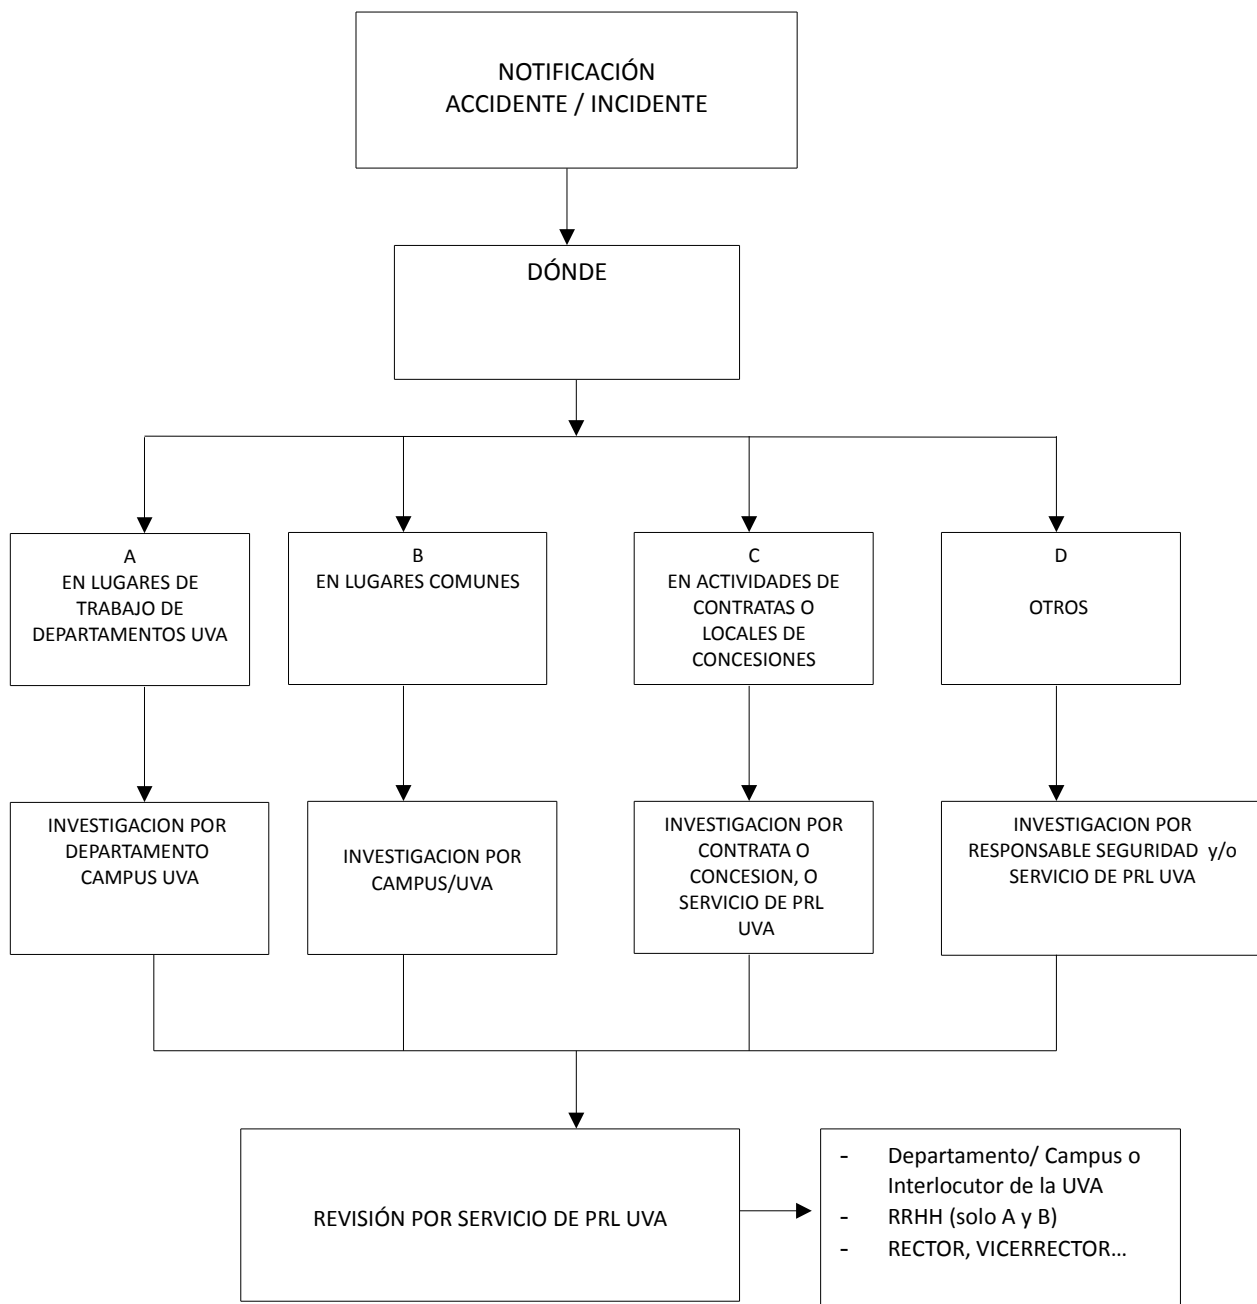 NOTIFICACIÓN
ACCIDENTE / INCIDENTE
DÓNDE
A
EN LUGARES DE
TRABAJO DE
DEPARTAMENTOS UVA
B
EN LUGARES COMUNES
C
EN ACTIVIDADES DE
CONTRATAS O
LOCALES DE
CONCESIONES
D
OTROS
INVESTIGACION POR
DEPARTAMENTO
CAMPUS UVA
INVESTIGACION POR
CAMPUS/UVA
INVESTIGACION POR
CONTRATA O
CONCESION, O
SERVICIO DE PRL
UVA
INVESTIGACION POR
RESPONSABLE SEGURIDAD y/o
SERVICIO DE PRL UVA
REVISIÓN POR SERVICIO DE PRL UVA
- Departamento/ Campus o
Interlocutor de la UVA
- RRHH (solo A y B)
- RECTOR, VICERRECTOR…